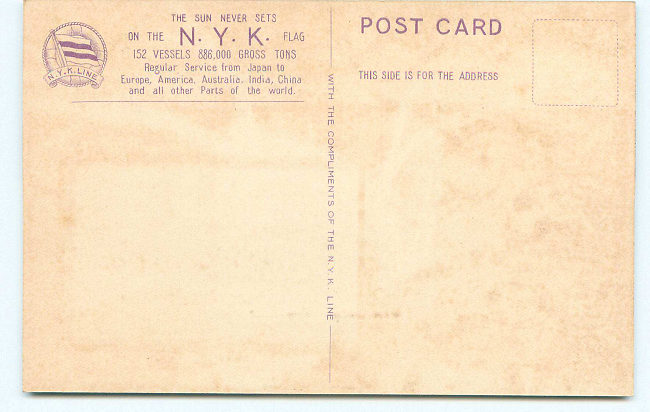 THE SUN NEVER SETS
ON THE N. Y. K. FLAG
152 VESSELS 886,000 GROSS TONS
Regular Service from Japan to
Europe, America, Australia, India, China
and all other Parts of the world.
N.Y.K. LINE
WITH THE COMPLIMENTS OF THE N.Y.K. LINE
POST CARD
THIS SIDE IS FOR THE ADDRESS